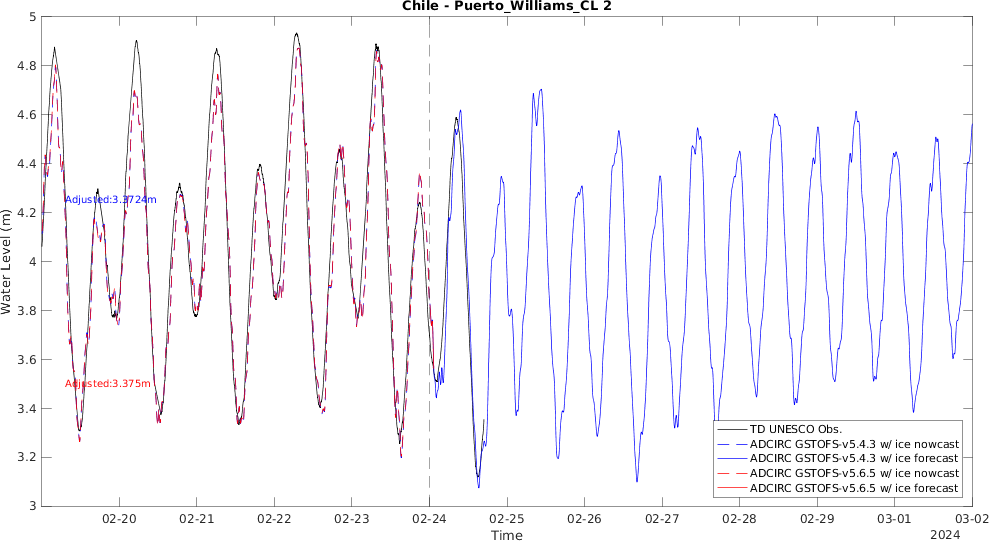 Chile - Puerto_Williams_CL 2
Water Level (m)
5
4.8
4.6
4.4
4.2
4
3.8
3.6
3.4
3.2
3
Adjusted:3.3724m
Adjusted:3.375m
TD UNESCO Obs.
ADCIRC GSTOFS-v5.4.3 w/ ice nowcast
ADCIRC GSTOFS-v5.4.3 w/ ice forecast
ADCIRC GSTOFS-v5.6.5 w/ ice nowcast
ADCIRC GSTOFS-v5.6.5 w/ ice forecast
02-20 02-21 02-22 02-23 02-24 02-25 02-26 02-27 02-28 02-29 03-01 03-02
Time
2024